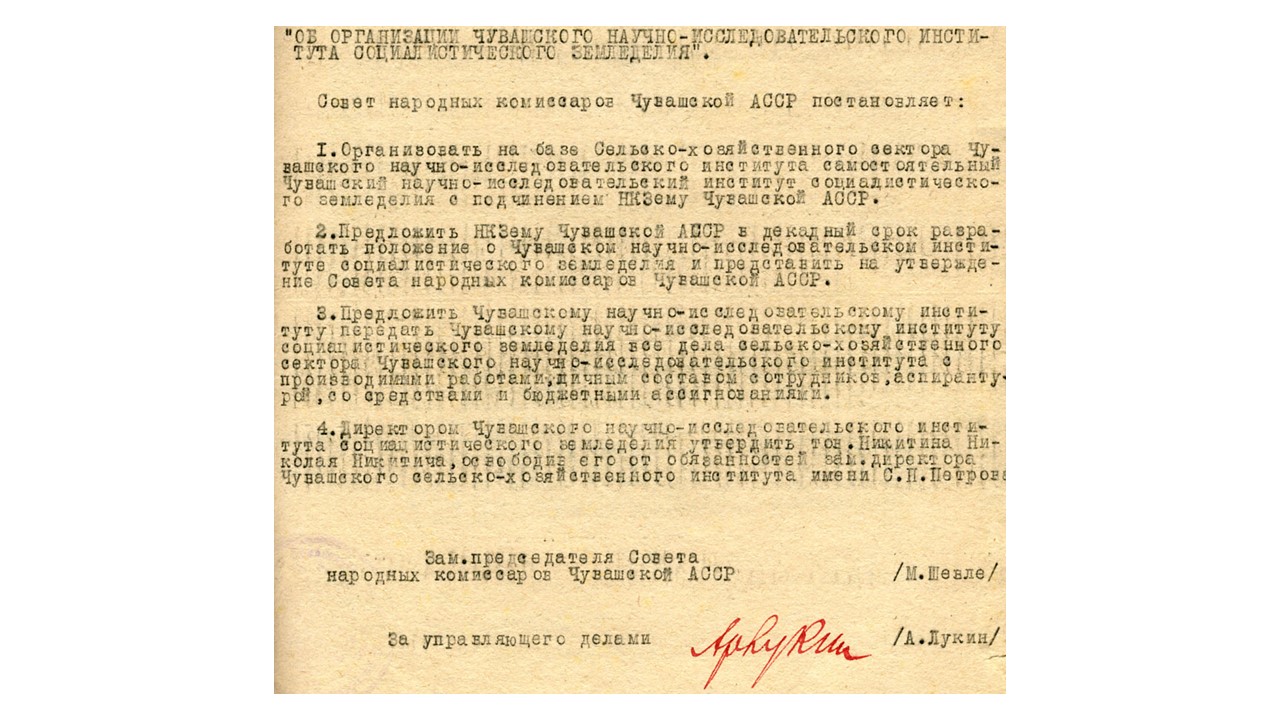 "ОБ ОРГАНИЗАЦИИ ЧУВАШСКОГО НАУЧНО-ИССЛЕДОВАТЕЛЬСКОГО ИНСТИ-
ТУТА СОЦИАЛИСТИЧЕСКОГО ЗЕМЛЕДЕЛИЯ".
Совет народных комиссаров Чувашской АССР постановляет:
1.Организовать на базе Сельско-хозяйственного сектора Чу-
вашского научно-исследовательского института самостоятельный
Чувашский научно-исследовательский институт социалистическо-
го земледелия с подчинением НКЗему Чувашской АССР.
2.Предложить НКЗему Чувашской АССР в декадный срок разра-
ботать положение о Чувашском научно-исследовательском инсти-
туте социалистического земледелия и представить на утвержде-
ние Совета народных комиссаров Чувашской АССР.
3.Предложить Чувашскому научно-исследовательскому инсти-
туту передать Чувашскому научно-исследовательскому институту
социалистического земледелия все дела сельско-хозяйственного
сектора Чувашского научно-исследовательского института с
производимыми работами,личным составом сотрудников,аспиранту-
рой,со средствами и бюджетными ассигнованиями.
4.Директором Чувашского научно-исследовательского инсти-
тута социалистического земледелия утвердить тов.Никитина Ни-
колая Никитича,освободив его от обязанностей зам.директора
Чувашского сельско-хозяйственного института имени С.Н.Петрова
Зам.председателя Совета
народных комиссаров Чувашской АССР /М.Шевле/
За управляющего делами /А.Лукин/